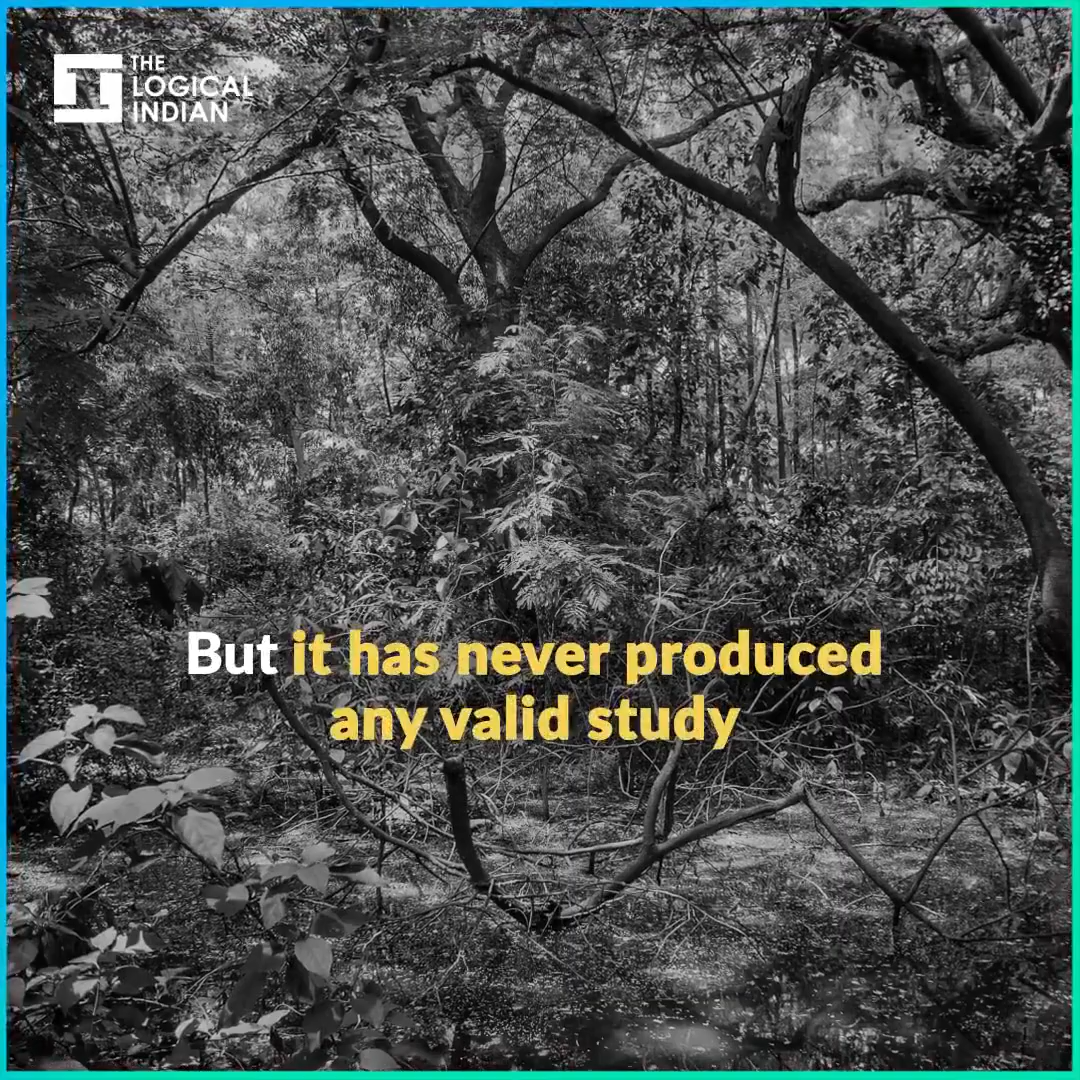 THE
LOGICAL
INDIAN
But it has never produced
any valid study